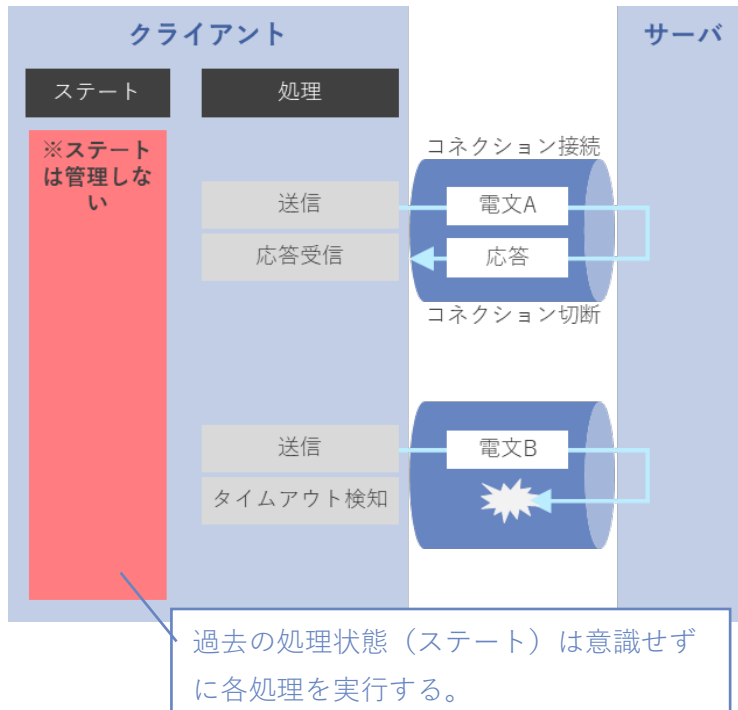 クライアント
サーバ
ステート
処理
※ステート
は管理しな
い
コネクション接続
送信
電文A
応答受信
応答
コネクション切断
送信
電文B
タイムアウト検知
過去の処理状態（ステート）は意識せず
に各処理を実行する。